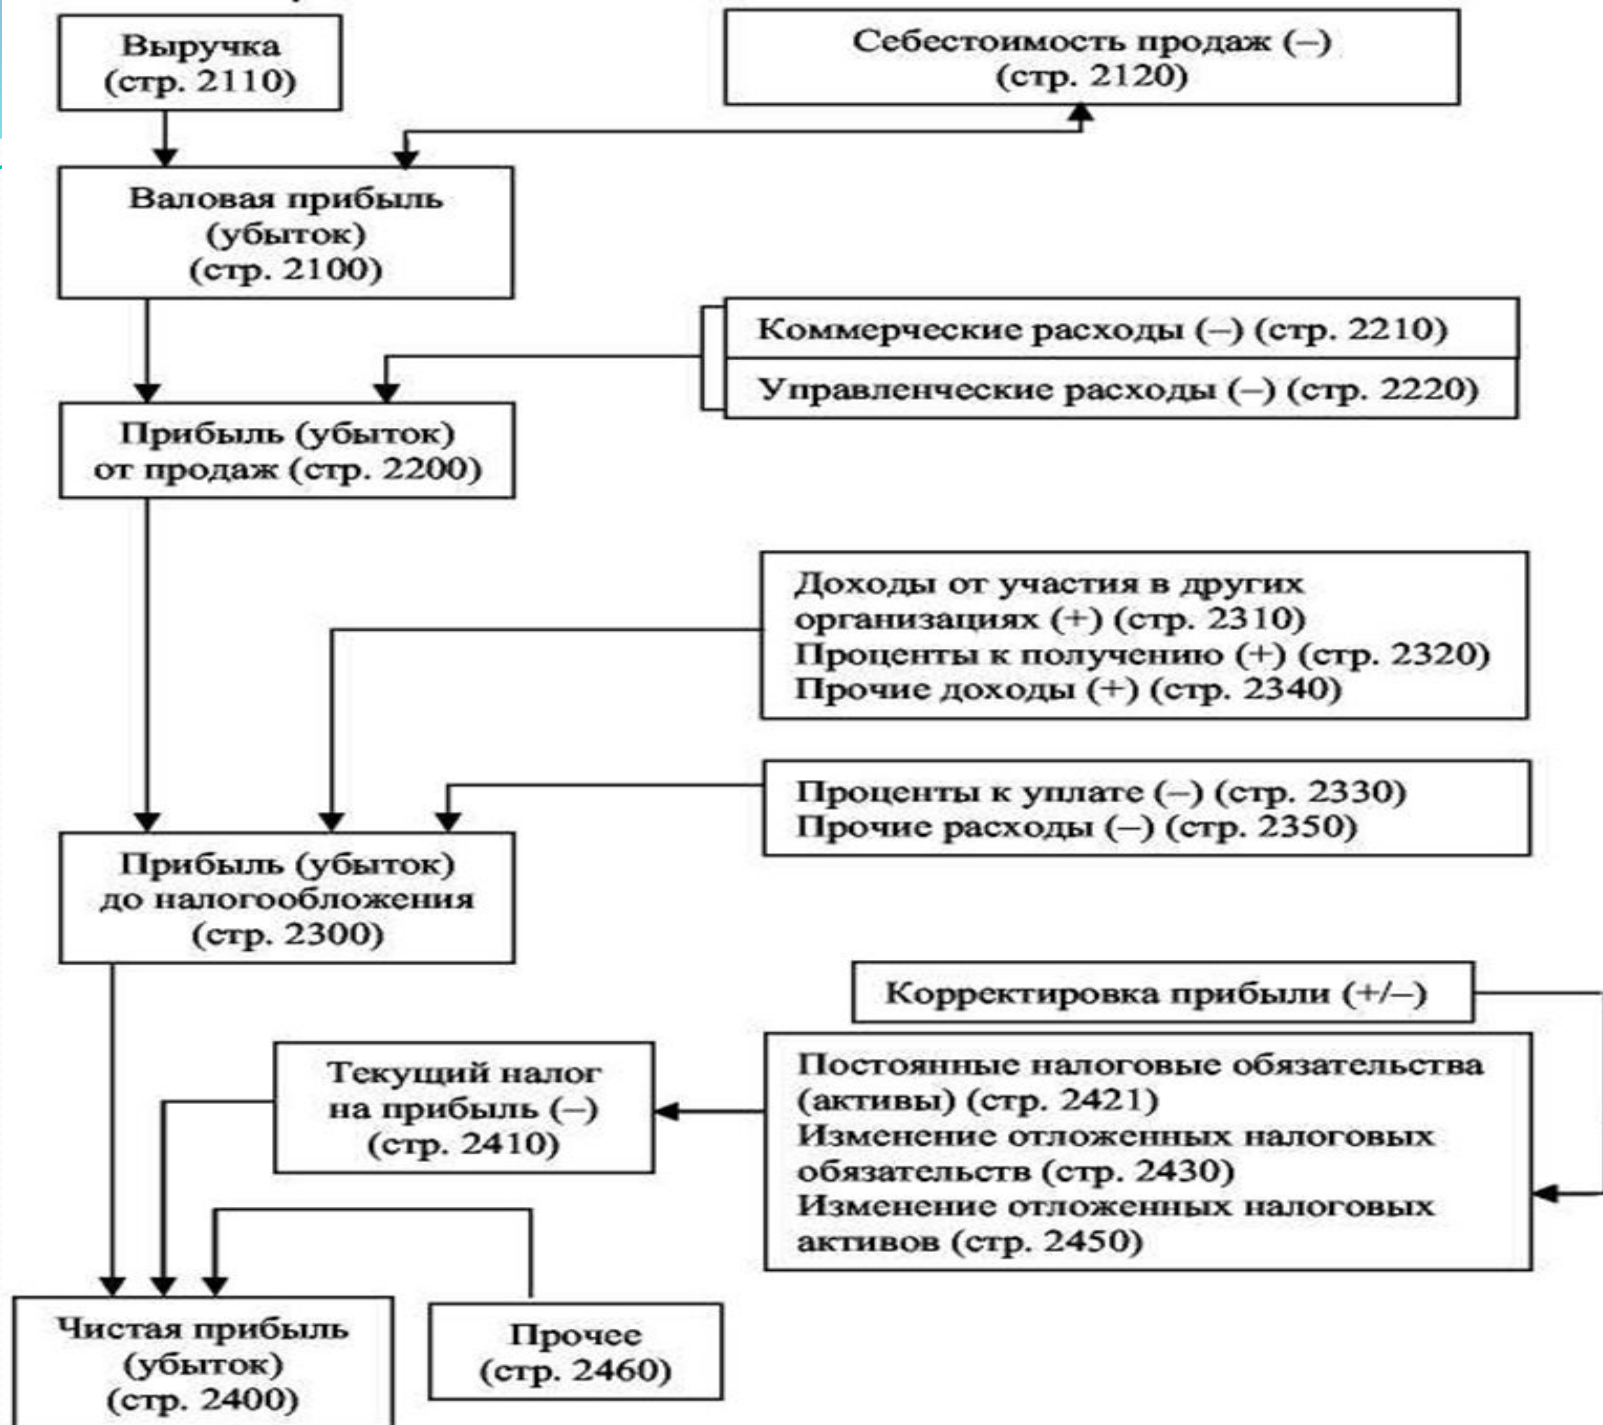 Выручка
(стр. 2110)
Себестоимость продаж (–)
(стр. 2120)
Валовая прибыль
(убыток)
(стр. 2100)
Коммерческие расходы (–) (стр. 2210)
Управленческие расходы (–) (стр. 2220)
Прибыль (убыток)
от продаж (стр. 2200)
Доходы от участия в других
организациях (+) (стр. 2310)
Проценты к получению (+) (стр. 2320)
Прочие доходы (+) (стр. 2340)
Проценты к уплате (–) (стр. 2330)
Прочие расходы (–) (стр. 2350)
Прибыль (убыток)
до налогообложения
(стр. 2300)
Корректировка прибыли (+/–)
Текущий налог
на прибыль (–)
(стр. 2410)
Постоянные налоговые обязательства
(активы) (стр. 2421)
Изменение отложенных налоговых
обязательств (стр. 2430)
Изменение отложенных налоговых
активов (стр. 2450)
Чистая прибыль
(убыток)
(стр. 2400)
Прочее
(стр. 2460)